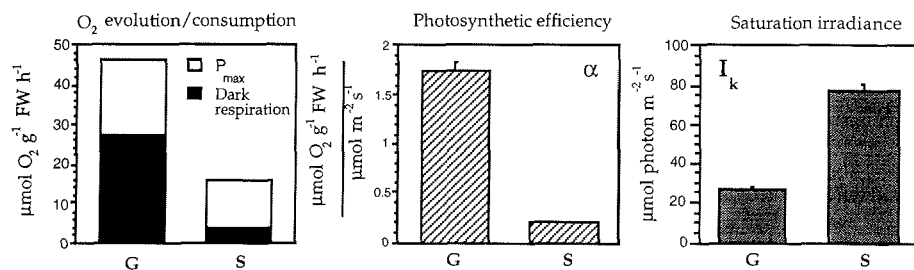 O2 evolution/consumption
µmol O2 g-1 FW h-1
50
40
30
20
10
0
P max
Dark respiration
G S
Photosynthetic efficiency
µmol O2 g-1 FW h-1
µmol m-2 s-1
2
1.5
1
0.5
0
α
G S
Saturation irradiance
µmol photon m-2 s-1
100
80
60
40
20
0
Ik
G S